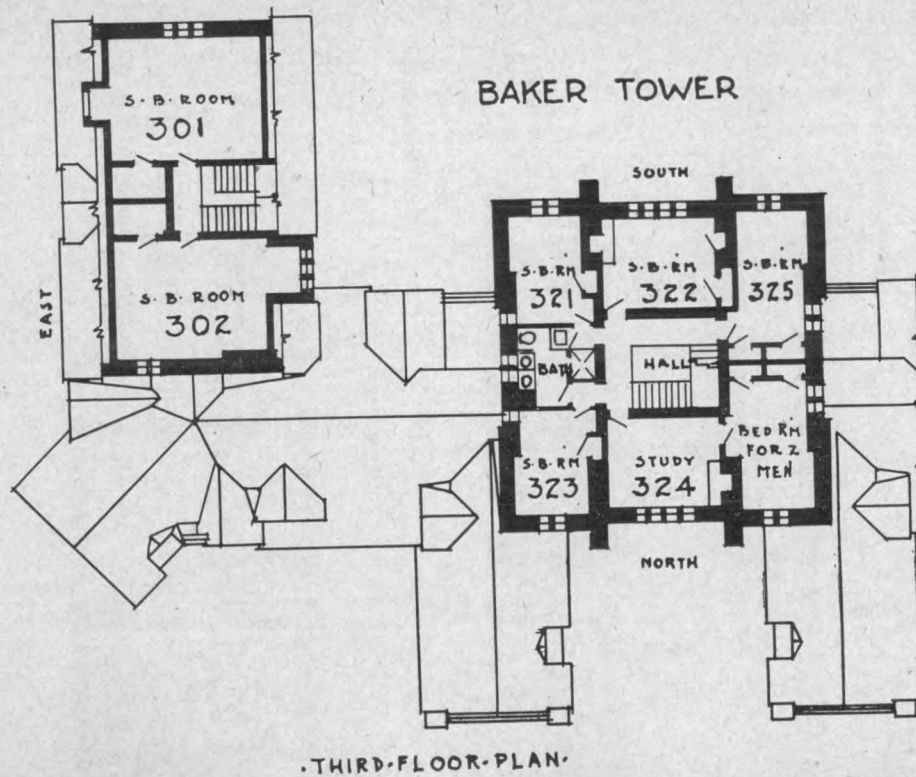 BAKER TOWER
S·B·ROOM
301
S·B·ROOM
302
EAST
SOUTH
S·B·RM
321
S·B·RM
322
S·B·RM
325
BATH
HALL
S·B·RM
323
STUDY
324
BED RM
FOR 2
MEN
NORTH
·THIRD·FLOOR·PLAN·